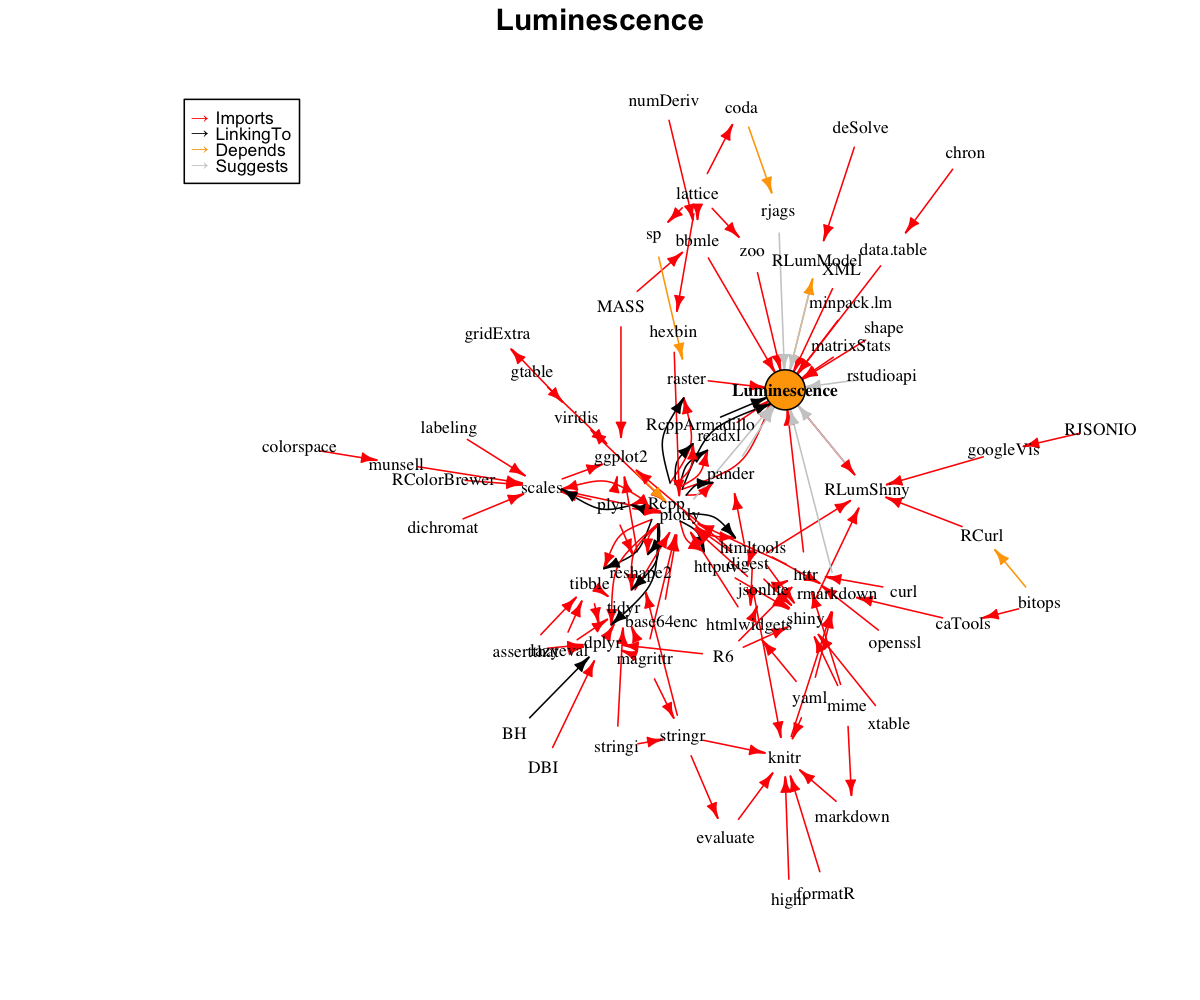 Luminescence
→ Imports
→ LinkingTo
→ Depends
→ Suggests
numDeriv
coda
deSolve
chron
lattice
rjags
sp
bbmle
zoo
data.table
RLumModel
XML
MASS
minpack.lm
hexbin
shape
gridExtra
matrixStats
gtable
raster
rstudioapi
Luminescence
viridis
RcppArmadillo
labeling
readxl
RJSONIO
colorspace
googleVis
munsell
ggplot2
pander
RColorBrewer
scales
RLumShiny
plyr
Rcpp
plotly
dichromat
RCurl
htmltools
httpuv
digest
reshape2
httr
tibble
jsonlite
rmarkdown
curl
bitops
tidyr
base64enc
htmlwidgets
shiny
caTools
dplyr
openssl
assertthat
lazyeval
magrittr
R6
yaml
mime
xtable
BH
stringi
stringr
DBI
knitr
markdown
evaluate
highr
formatR